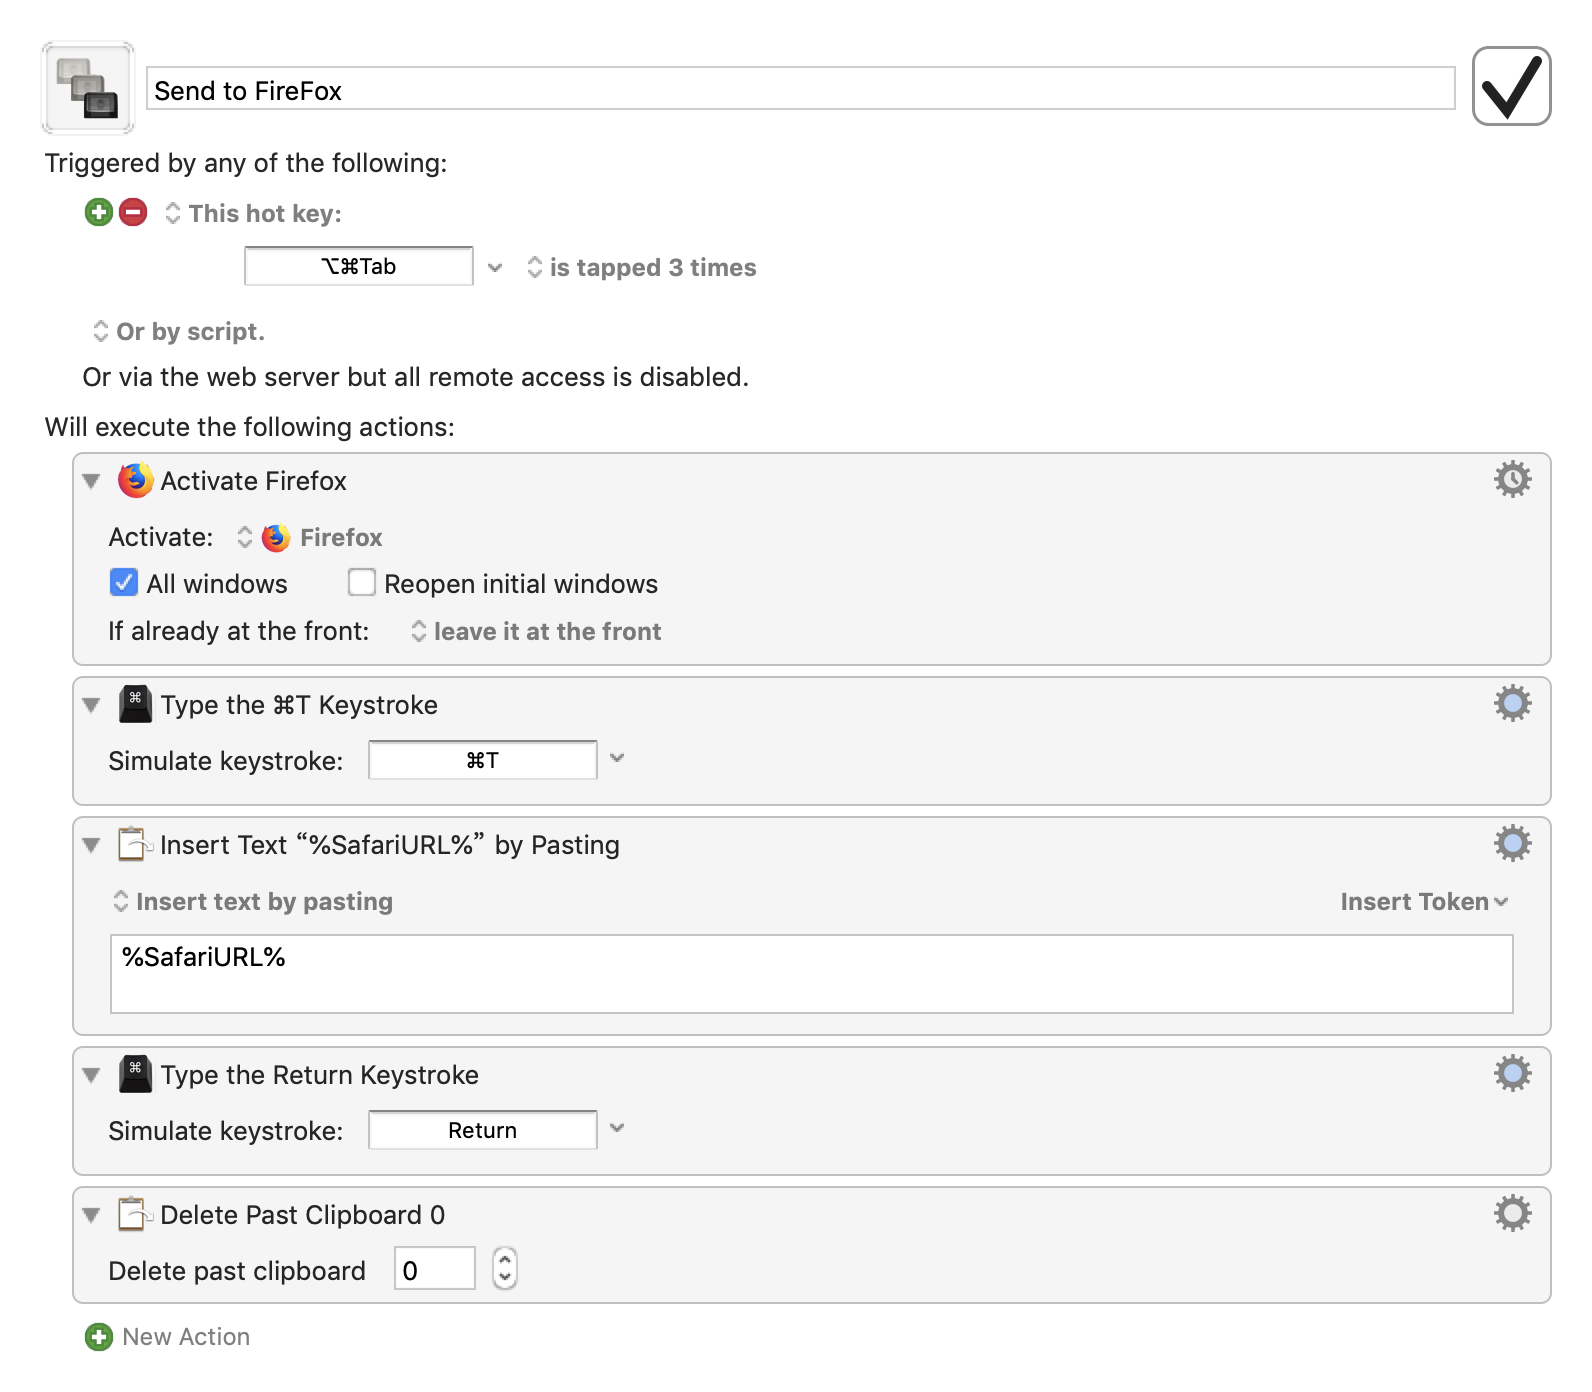 Send to FireFox
Triggered by any of the following:
This hot key:
⌥⌘Tab is tapped 3 times
Or by script.
Or via the web server but all remote access is disabled.
Will execute the following actions:
Activate Firefox
Activate: Firefox
All windows Reopen initial windows
If already at the front: leave it at the front
⌘ Type the ⌘T Keystroke
Simulate keystroke: ⌘T
Insert Text “%SafariURL%” by Pasting
Insert text by pasting Insert Token
%SafariURL%
⌘ Type the Return Keystroke
Simulate keystroke: Return
Delete Past Clipboard 0
Delete past clipboard 0
New Action